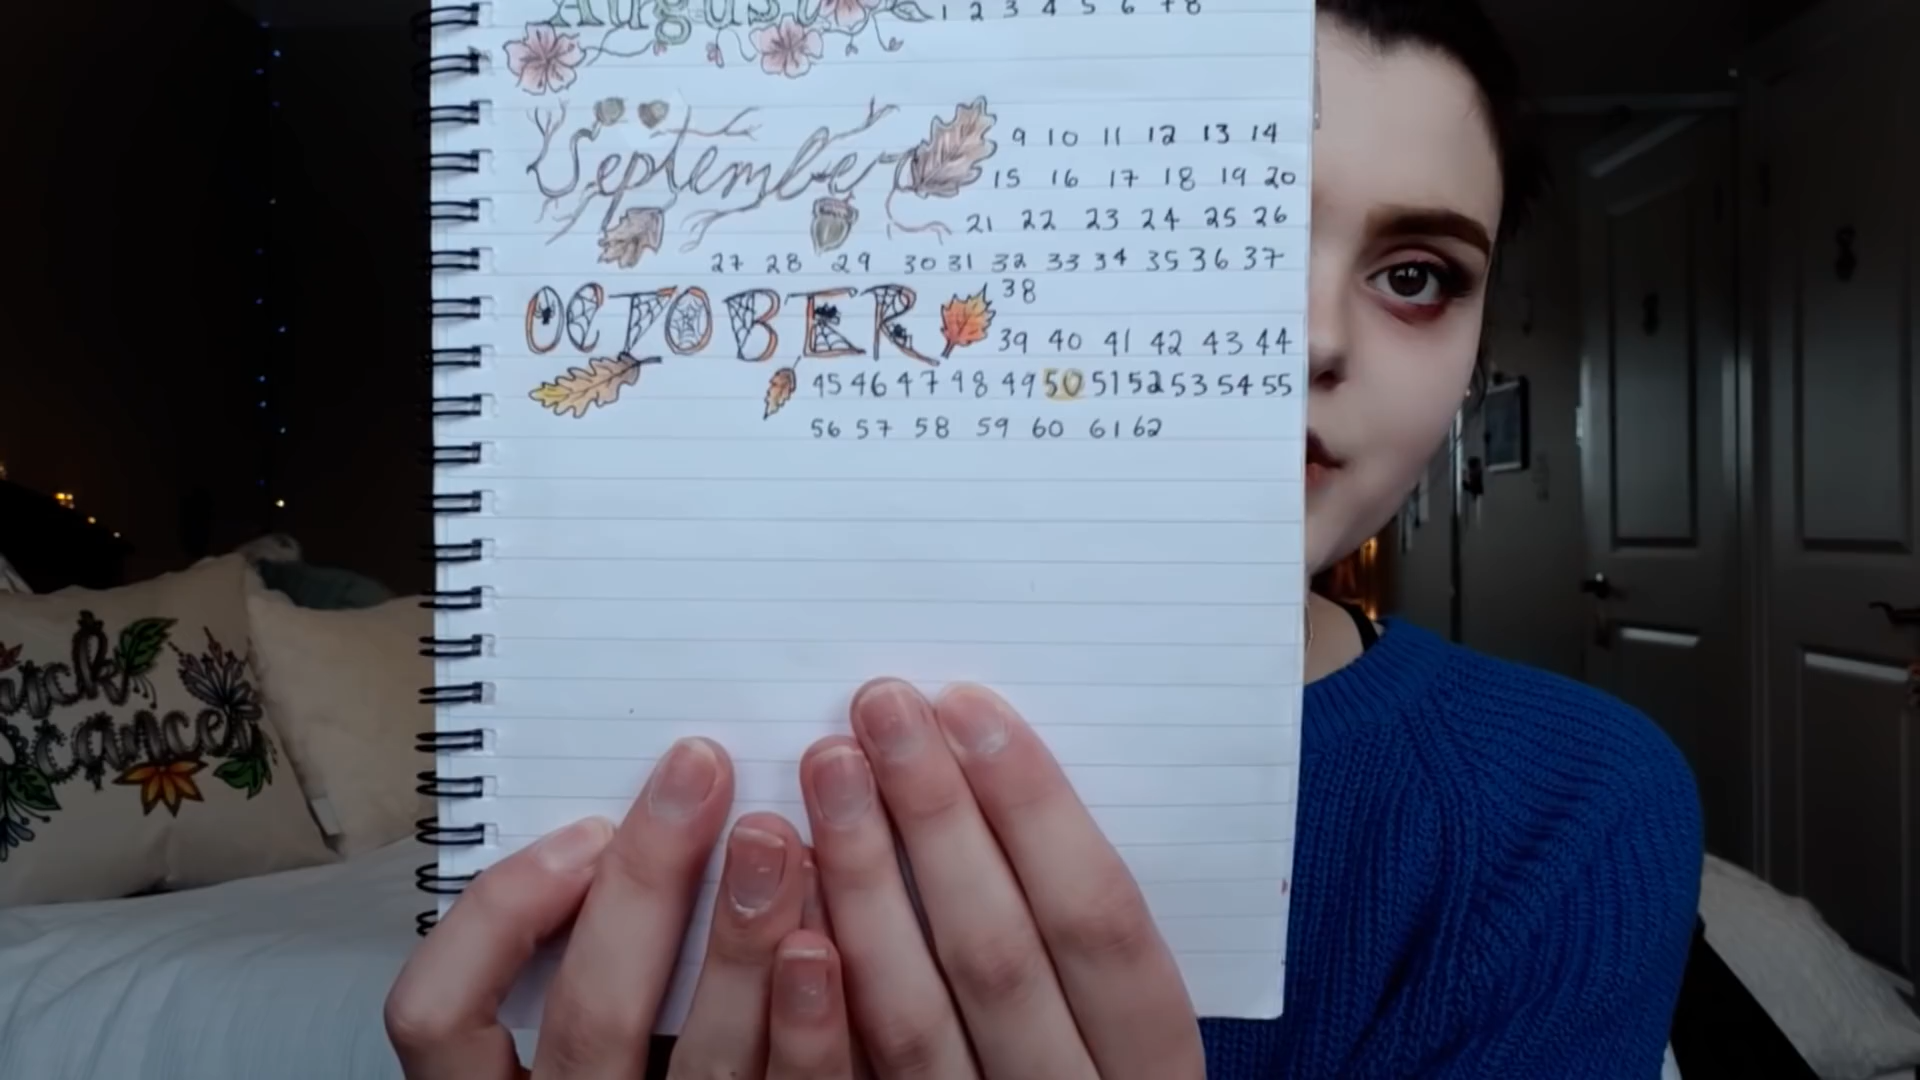 August 1 2 3 4 5 6 7 8
September 9 10 11 12 13 14
15 16 17 18 19 20
21 22 23 24 25 26
27 28 29 30 31 32 33 34 35 36 37
OCTOBER 38
39 40 41 42 43 44
45 46 47 48 49 50 51 52 53 54 55
56 57 58 59 60 61 62